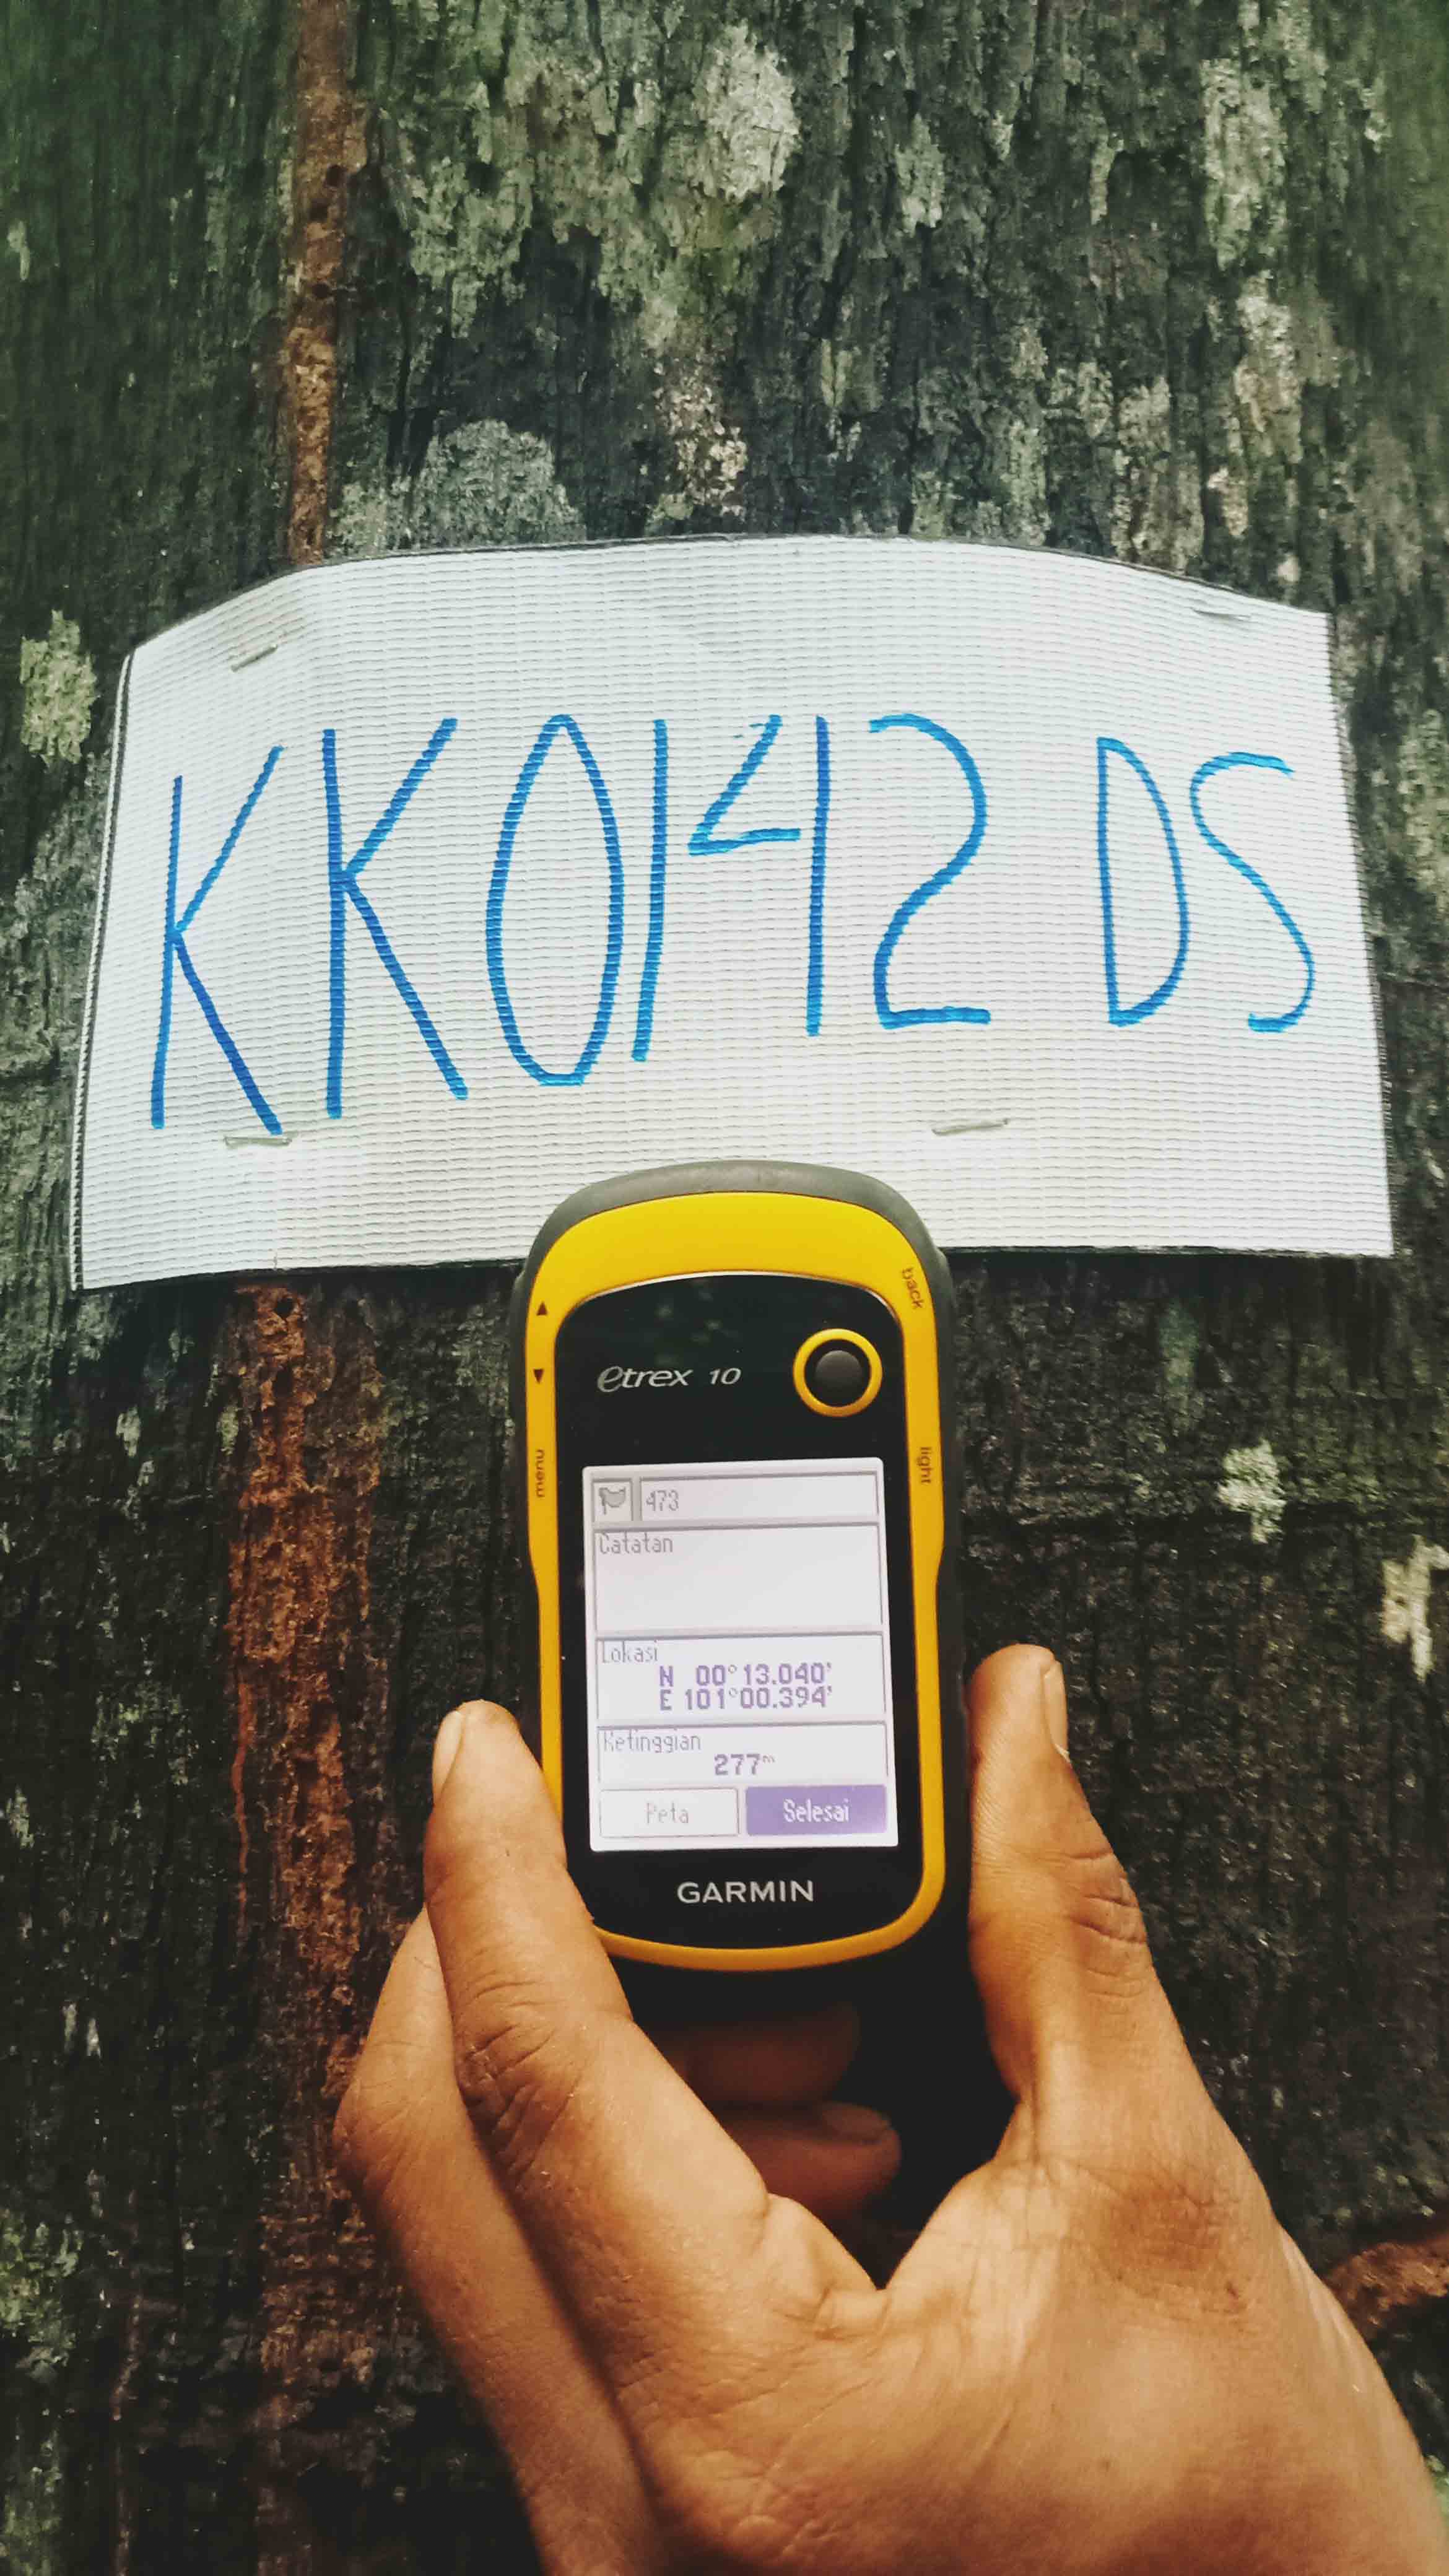 KK0142 DS
back
etrex 10
menu
light
473
Catatan
Lokasi
N 00°13.040'
E 101°00.394'
Ketinggian
277m
Peta
Selesai
GARMIN